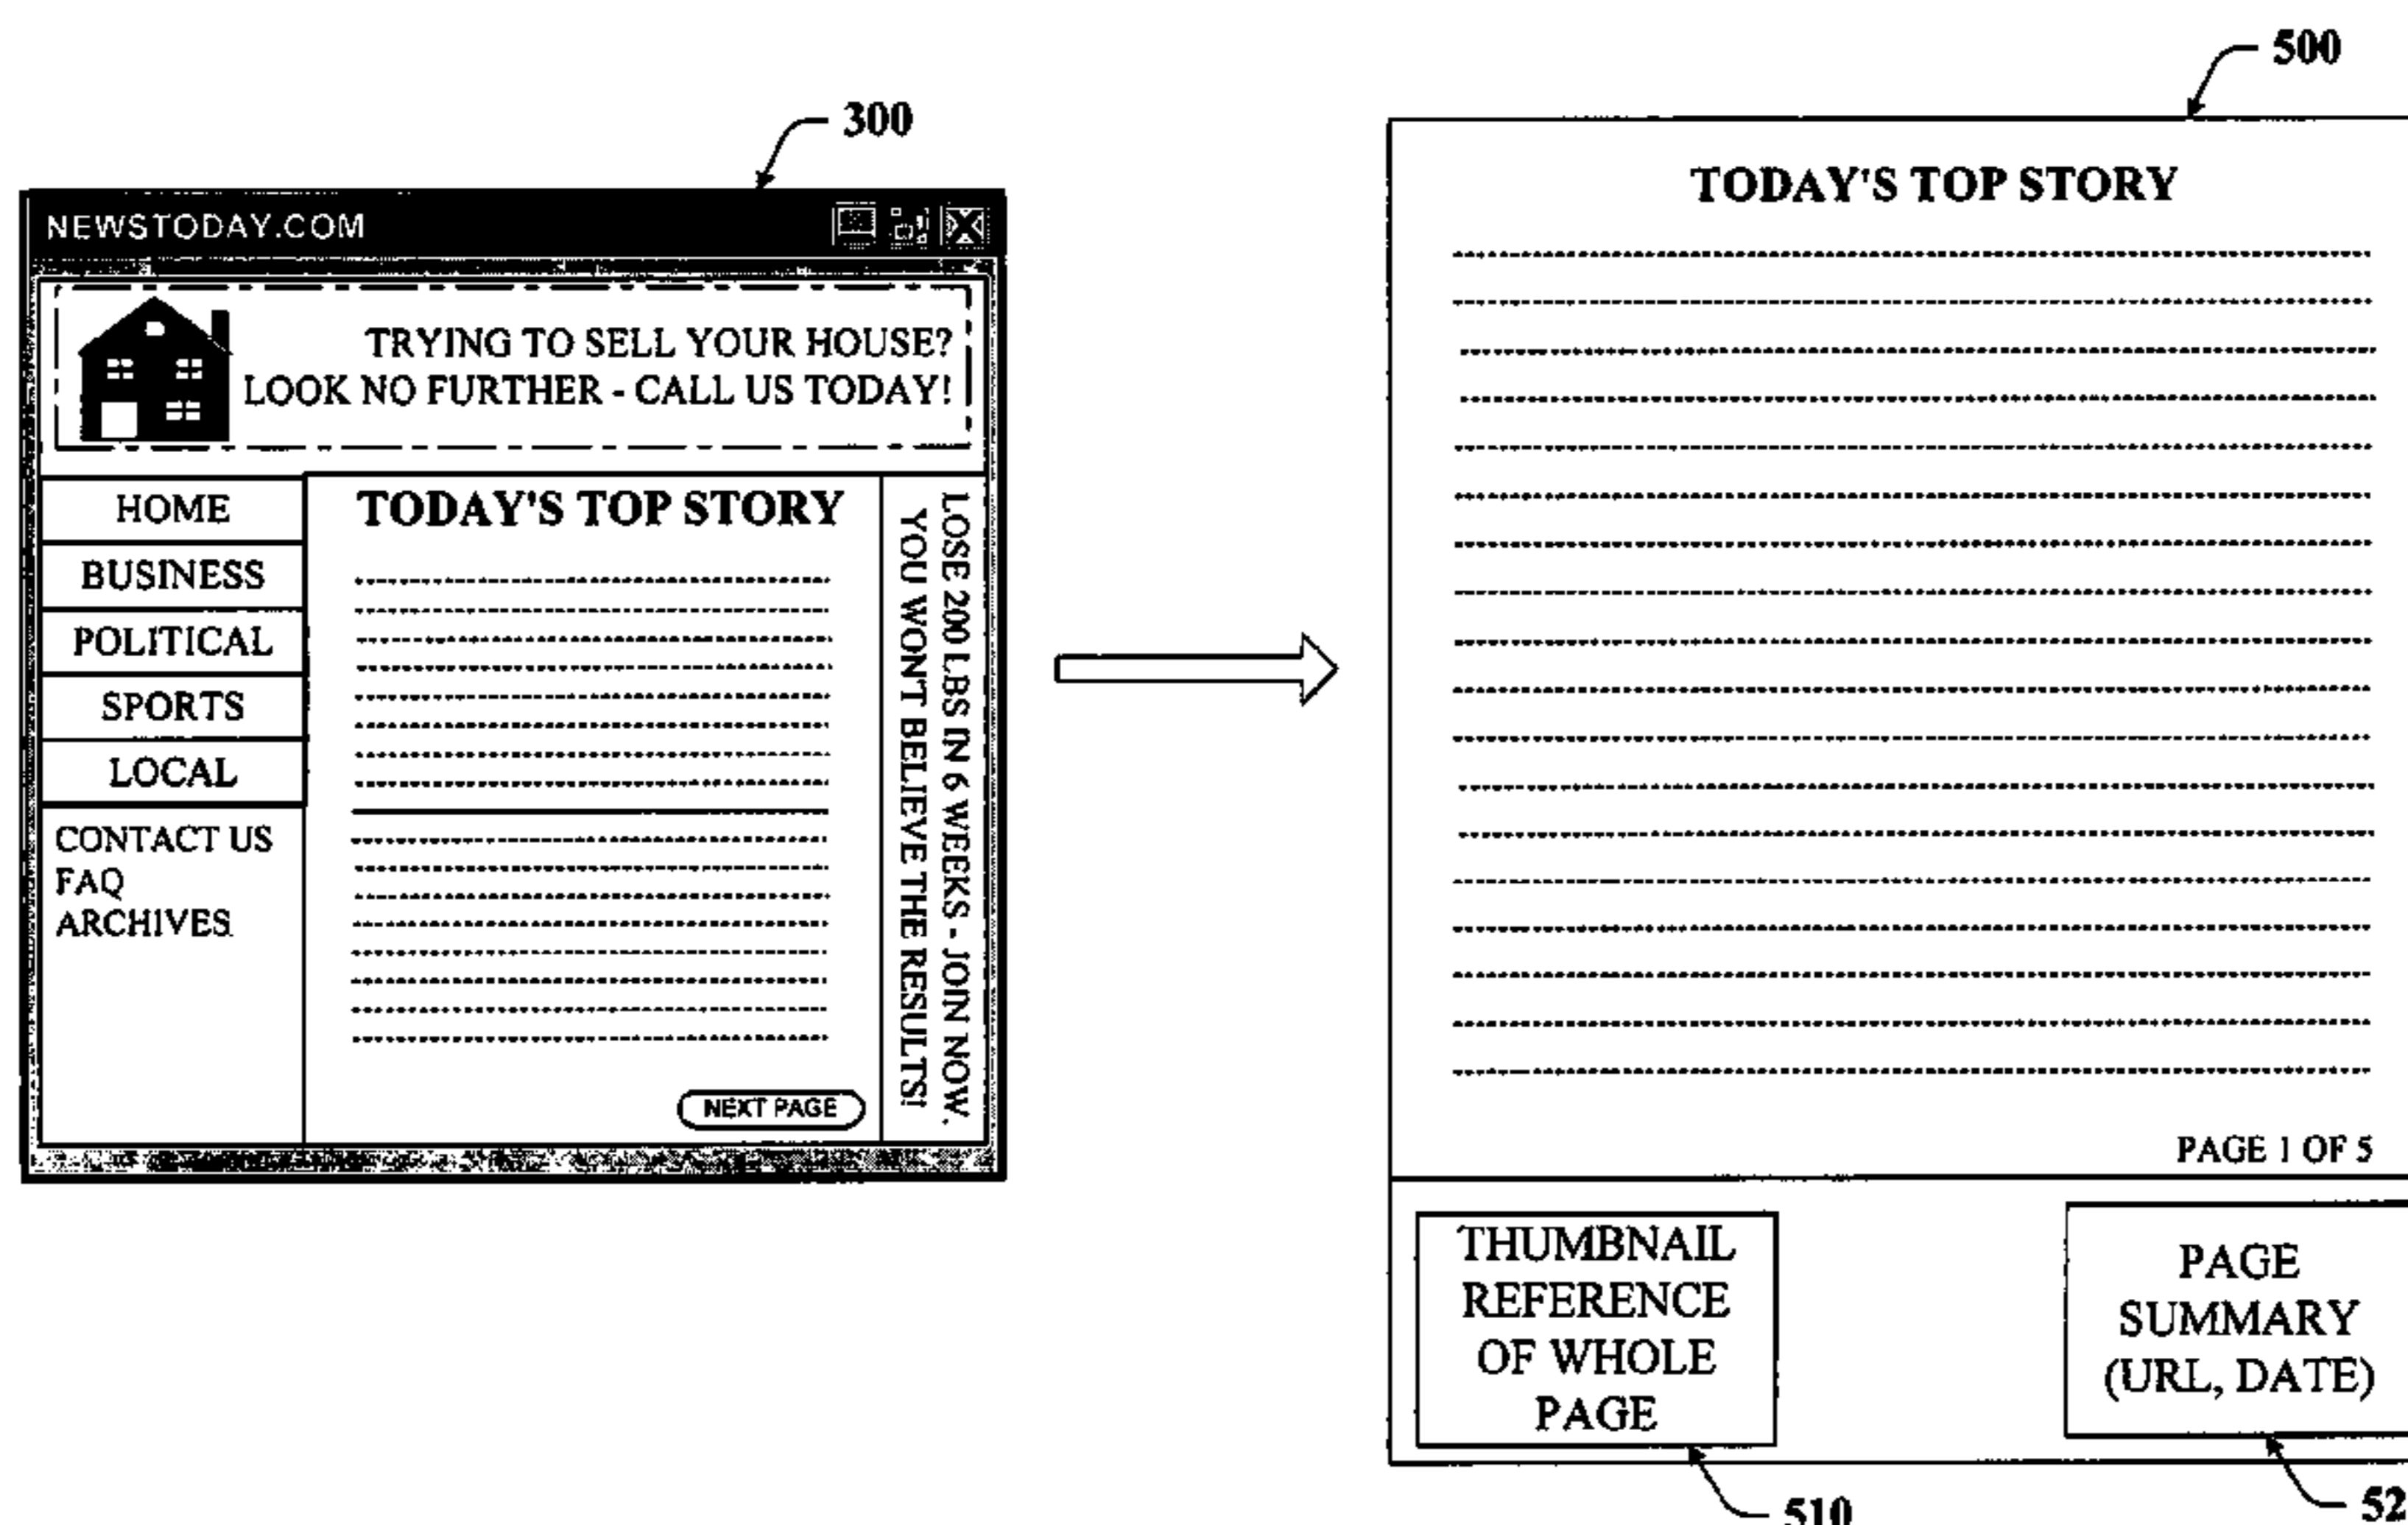 300
NEWSTODAY.COM
TRYING TO SELL YOUR HOUSE?
LOOK NO FURTHER - CALL US TODAY!
HOME
BUSINESS
POLITICAL
SPORTS
LOCAL
CONTACT US
FAQ
ARCHIVES
TODAY'S TOP STORY
NEXT PAGE
LOSE 200 LBS IN 6 WEEKS - JOIN NOW.
YOU WONT BELIEVE THE RESULTS!
500
TODAY'S TOP STORY
PAGE 1 OF 5
THUMBNAIL
REFERENCE
OF WHOLE
PAGE
510
PAGE
SUMMARY
(URL, DATE)